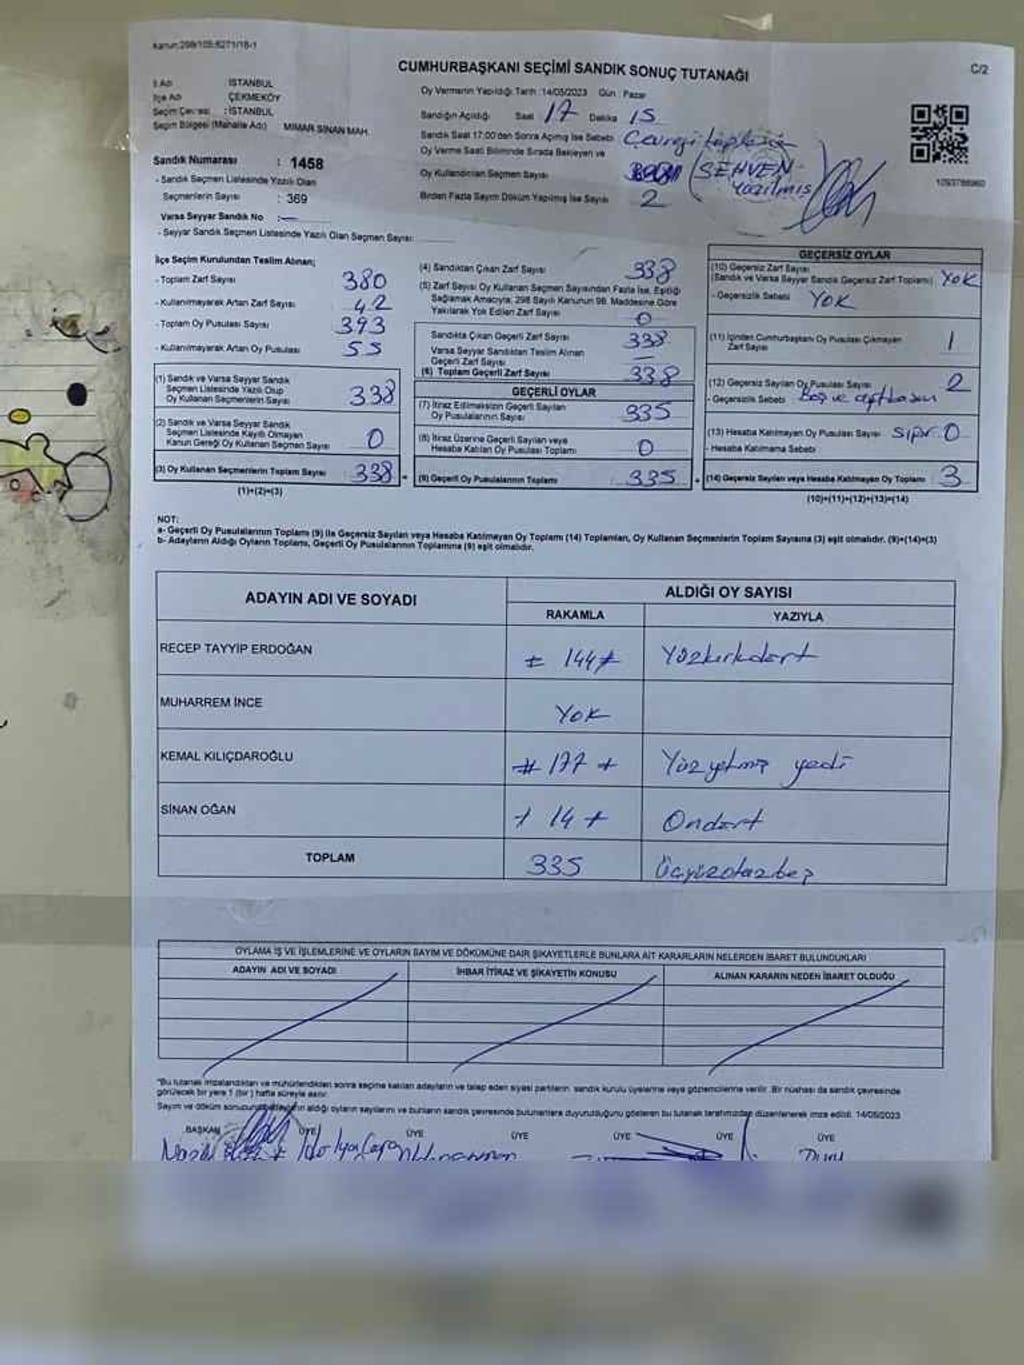 Kanun:298/105;6271/18-1
CUMHURBAŞKANI SEÇİMİ SANDIK SONUÇ TUTANAĞI
C/2
İl Adı İSTANBUL
İlçe Adı ÇEKMEKÖY
Seçim Çevresi : İSTANBUL
Seçim Bölgesi (Mahalle Adı) MİMAR SİNAN MAH.
Sandık Numarası : 1458
- Sandık Seçmen Listesinde Yazılı Olan
Seçmenlerin Sayısı : 369
Varsa Seyyar Sandık No :
- Seyyar Sandık Seçmen Listesinde Yazılı Olan Seçmen Sayısı:
Oy Vermenin Yapıldığı Tarih :14/05/2023 Gün : Pazar
Sandığın Açıldığı Saat 17 Dakika 15
Sandık Saat 17:00'den Sonra Açılmış İse Sebebi
Oy Verme Saati Bitiminde Sırada Bekleyen ve
Oy Kullandırılan Seçmen Sayısı (SEHVEN
yazılmış
Birden Fazla Sayım Döküm Yapılmış İse Sayısı 2
1093788960
İlçe Seçim Kurulundan Teslim Alınan;
- Toplam Zarf Sayısı 380
- Kullanılmayarak Artan Zarf Sayısı 42
- Toplam Oy Pusulası Sayısı 393
- Kullanılmayarak Artan Oy Pusulası 55
(1) Sandık ve Varsa Seyyar Sandık
Seçmen Listesinde Yazılı Olup
Oy Kullanan Seçmenlerin Sayısı 338
(2) Sandık ve Varsa Seyyar Sandık
Seçmen Listesinde Kayıtlı Olmayan
Kanun Gereği Oy Kullanan Seçmen Sayısı 0
(3) Oy Kullanan Seçmenlerin Toplam Sayısı 338 =
(1)+(2)=(3)
(4) Sandıktan Çıkan Zarf Sayısı 338
(5) Zarf Sayısı Oy Kullanan Seçmen Sayısından Fazla İse, Eşitliği
Sağlamak Amacıyla, 298 Sayılı Kanunun 98. Maddesine Göre
Yakılarak Yok Edilen Zarf Sayısı 0
Sandıkta Çıkan Geçerli Zarf Sayısı 338
Varsa Seyyar Sandıktan Teslim Alınan
Geçerli Zarf Sayısı —
(6) Toplam Geçerli Zarf Sayısı 338
GEÇERLİ OYLAR
(7) İtiraz Edilmeksizin Geçerli Sayılan
Oy Pusulalarının Sayısı 335
(8) İtiraz Üzerine Geçerli Sayılan veya
Hesaba Katılan Oy Pusulası Toplamı 0
(9) Geçerli Oy Pusulalarının Toplamı 335 +
GEÇERSİZ OYLAR
(10) Geçersiz Zarf Sayısı
(Sandık ve Varsa Seyyar Sandık Geçersiz Zarf Toplamı) YOK
- Geçersizlik Sebebi YOK
(11) İçinden Cumhurbaşkanı Oy Pusulası Çıkmayan
Zarf Sayısı 1
(12) Geçersiz Sayılan Oy Pusulası Sayısı 2
- Geçersizlik Sebebi Boş ve
(13) Hesaba Katılmayan Oy Pusulası Sayısı 0
- Hesaba Katılmama Sebebi
(14) Geçersiz Sayılan veya Hesaba Katılmayan Oy Toplamı 3
(10)+(11)+(12)+(13)=(14)
NOT:
a- Geçerli Oy Pusulalarının Toplamı (9) ile Geçersiz Sayılan veya Hesaba Katılmayan Oy Toplamı (14) Toplamları, Oy Kullanan Seçmenlerin Toplam Sayısına (3) eşit olmalıdır. (9)+(14)=(3)
b- Adayların Aldığı Oyların Toplamı, Geçerli Oy Pusulalarının Toplamına (9) eşit olmalıdır.
ADAYIN ADI VE SOYADI ALDIĞI OY SAYISI
RAKAMLA YAZIYLA
RECEP TAYYİP ERDOĞAN 144 Yüzkırkdört
MUHARREM İNCE YOK
KEMAL KILIÇDAROĞLU 177 Yüz yetmiş yedi
SİNAN OĞAN 14 Ondört
TOPLAM 335 Üçyüzotuzbeş
OYLAMA İŞ VE İŞLEMLERİNE VE OYLARIN SAYIM VE DÖKÜMÜNE DAİR ŞİKAYETLERLE BUNLARA AİT KARARLARIN NELERDEN İBARET BULUNDUKLARI
ADAYIN ADI VE SOYADI İHBAR İTİRAZ VE ŞİKAYETİN KONUSU ALINAN KARARIN NEDEN İBARET OLDUĞU
*Bu tutanak imzalandıktan ve mühürlendikten sonra seçime katılan adayların ve talep eden siyasi partilerin, sandık kurulu üyelerine veya gözlemcilerine verilir. Bir nüshası da sandık çevresinde
görülecek bir yere 1 (bir) hafta süreyle asılır.
Sayım ve döküm sonucunda adayların aldığı oyların sayılarını ve bunların sandık çevresinde bulunanlara duyurulduğunu gösteren bu tutanak tarafımızdan düzenlenerek imza edildi. 14/05/2023
BAŞKAN ÜYE ÜYE ÜYE ÜYE ÜYE ÜYE